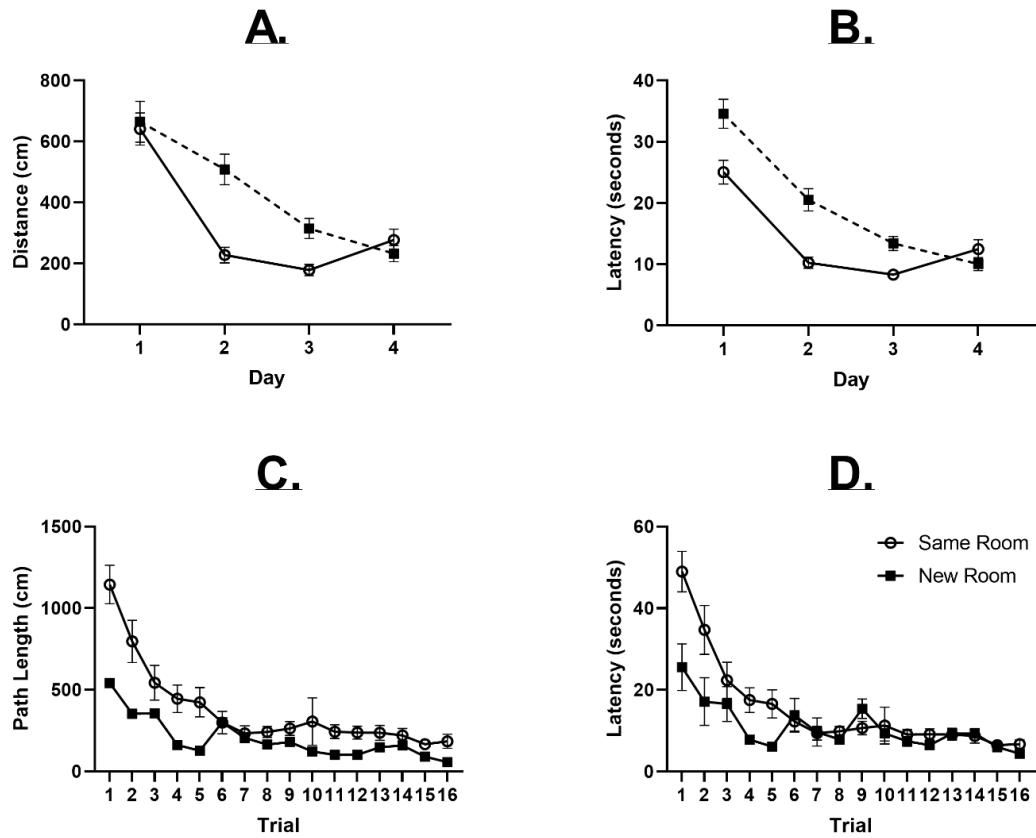 A.
800
600
400
200
0
Distance (cm)
1 2 3 4
Day
B.
40
30
20
10
0
Latency (seconds)
1 2 3 4
Day
C.
1500
1000
500
0
Path Length (cm)
1 2 3 4 5 6 7 8 9 10 11 12 13 14 15 16
Trial
D.
60
40
20
0
Latency (seconds)
Same Room
New Room
1 2 3 4 5 6 7 8 9 10 11 12 13 14 15 16
Trial